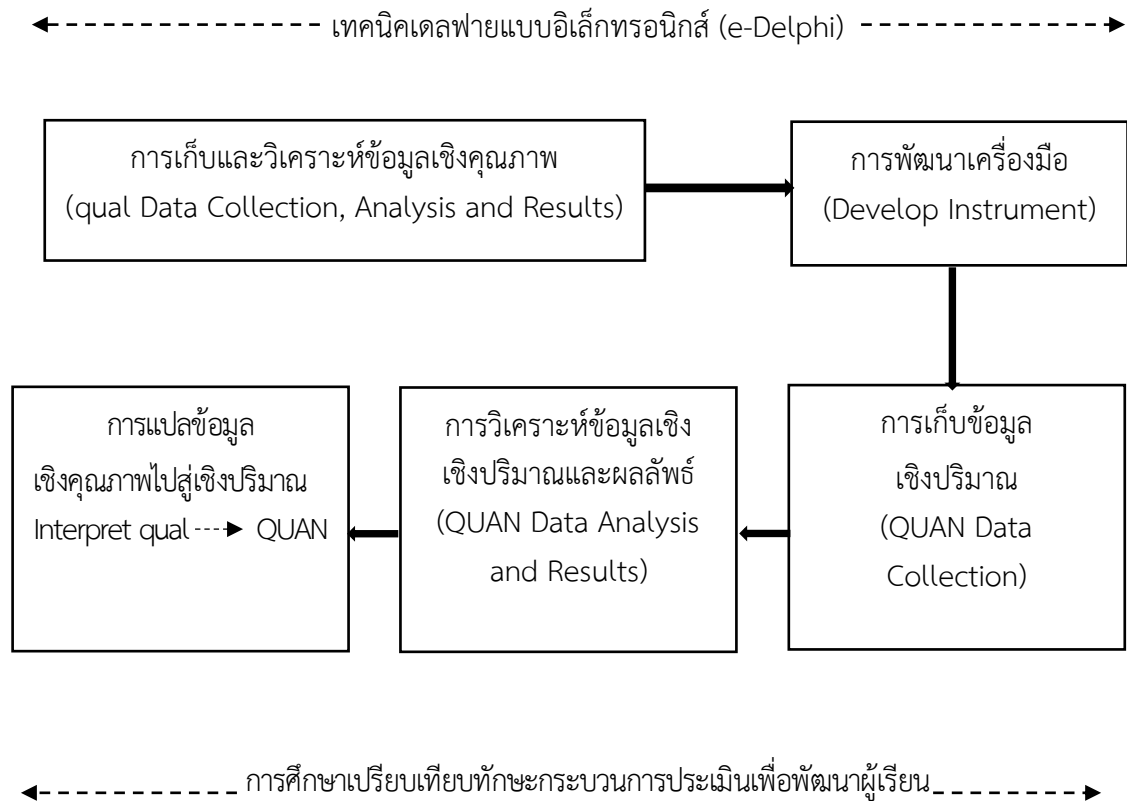 เทคนิคเดลฟายแบบอิเล็กทรอนิกส์ (e-Delphi)
การเก็บและวิเคราะห์ข้อมูลเชิงคุณภาพ
(qual Data Collection, Analysis and Results)
การพัฒนาเครื่องมือ
(Develop Instrument)
การแปลข้อมูล
เชิงคุณภาพไปสู่เชิงปริมาณ
Interpret qual QUAN
การวิเคราะห์ข้อมูลเชิง
เชิงปริมาณและผลลัพธ์
(QUAN Data Analysis
and Results)
การเก็บข้อมูล
เชิงปริมาณ
(QUAN Data
Collection)
การศึกษาเปรียบเทียบทักษะกระบวนการประเมินเพื่อพัฒนาผู้เรียน